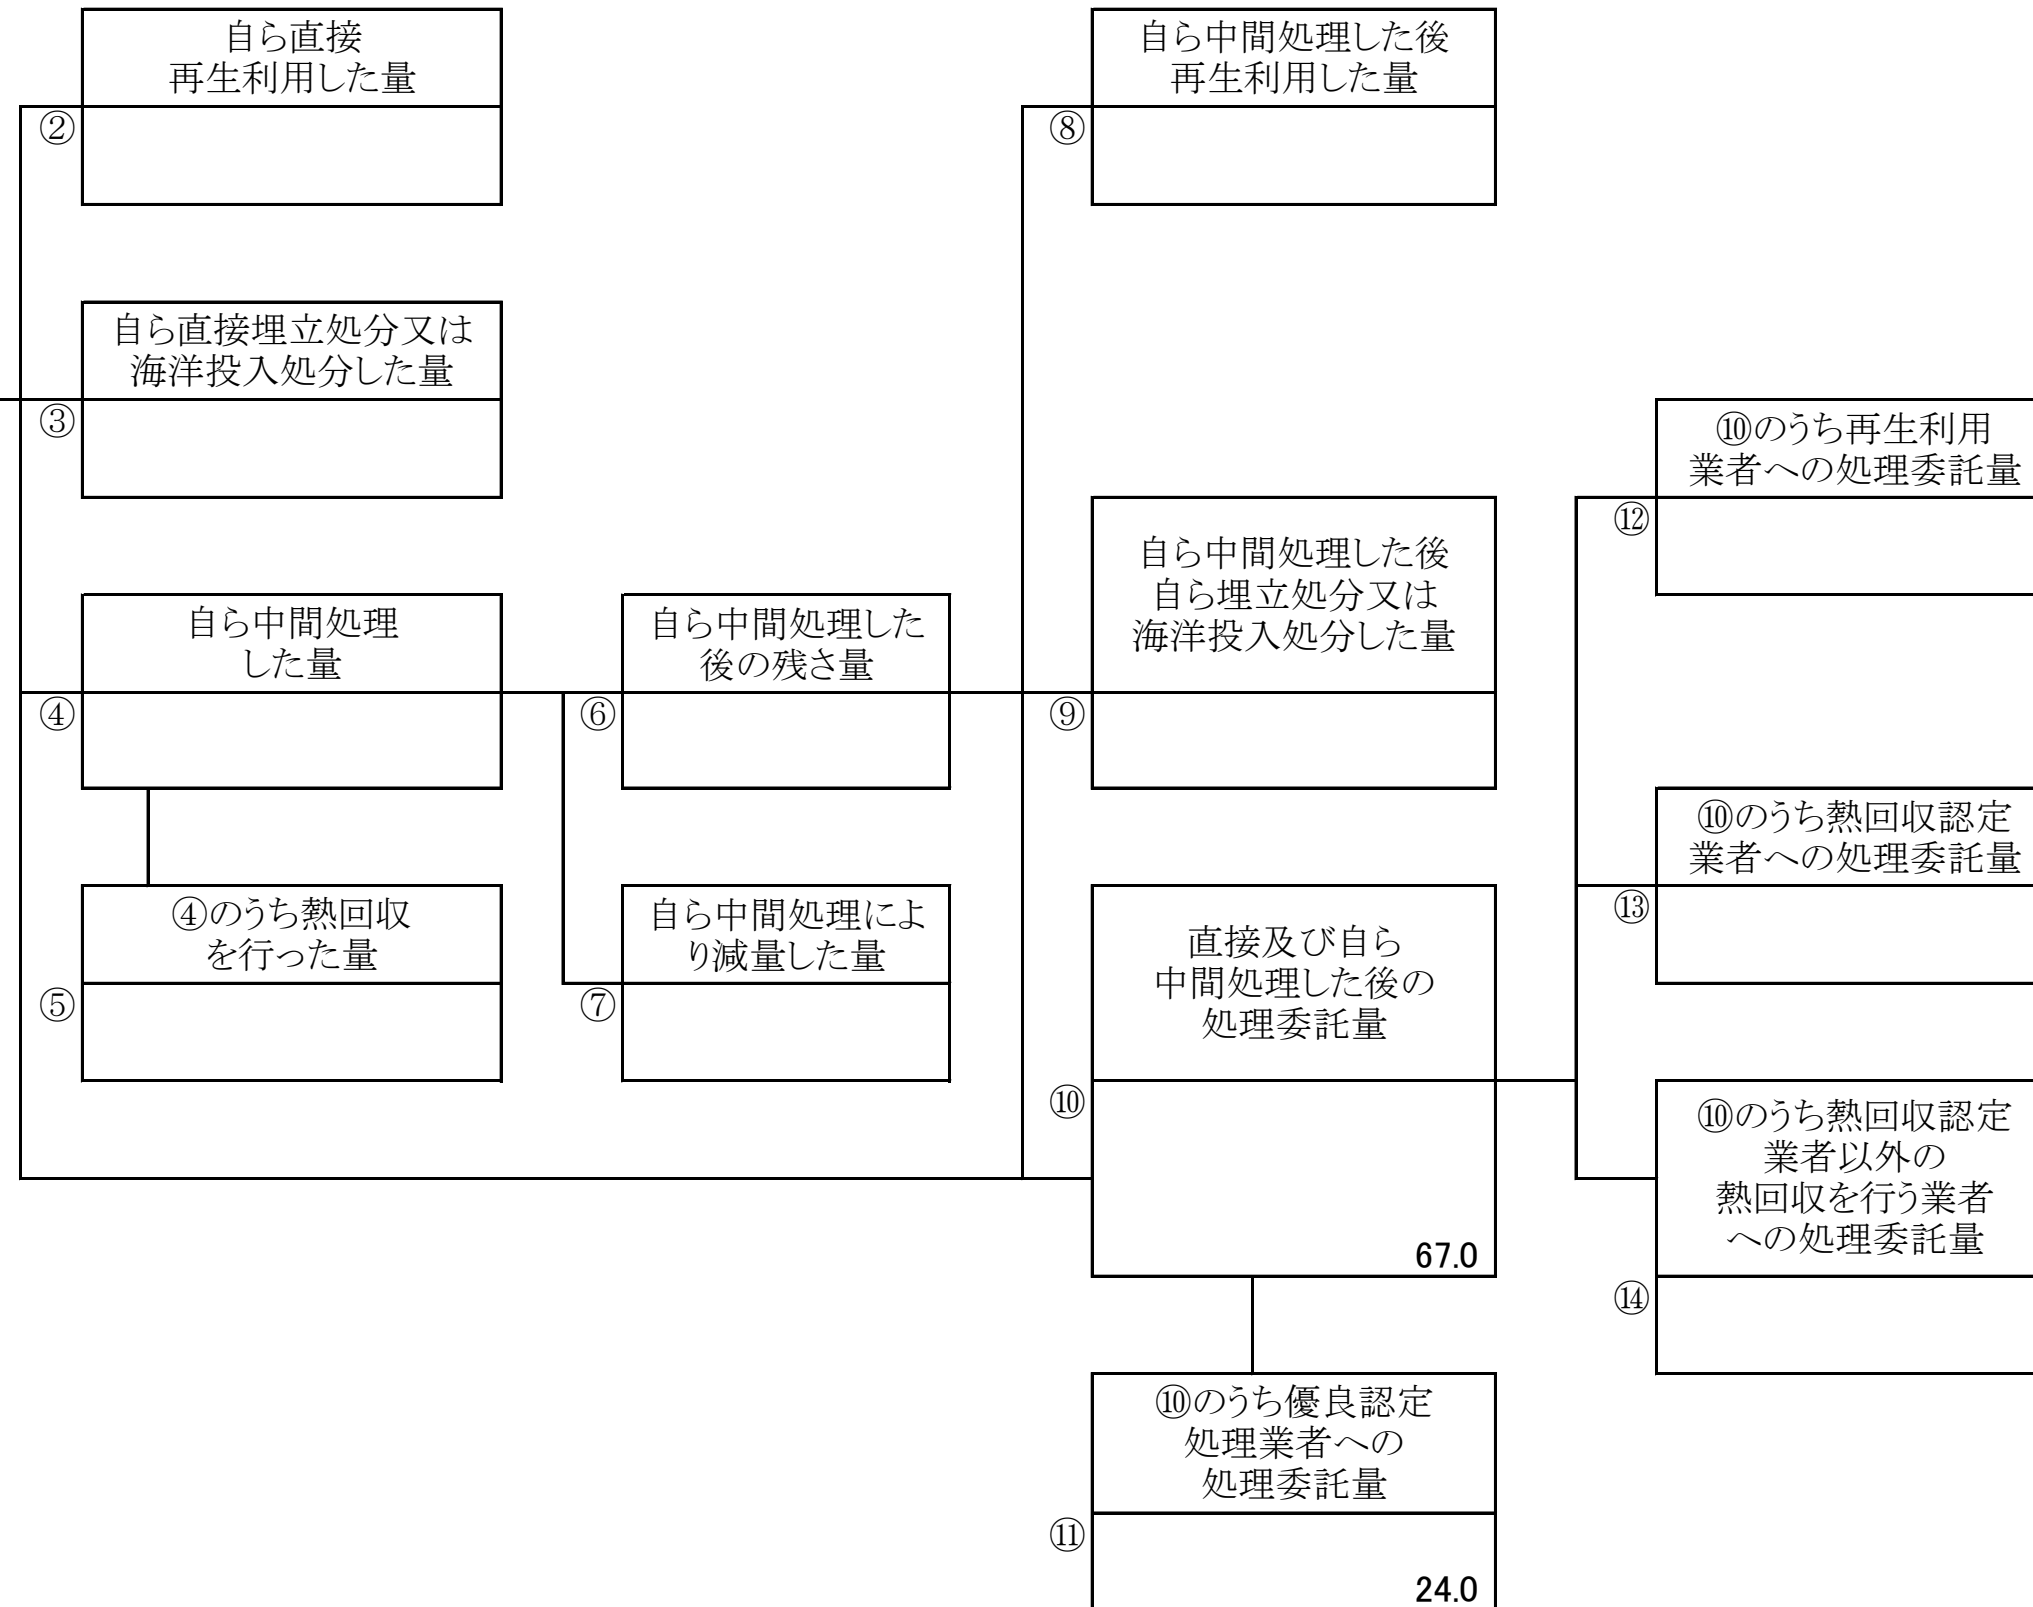 自ら直接
再生利用した量
②
自ら直接埋立処分又は
海洋投入処分した量
③
自ら中間処理
した量
④
④のうち熱回収
を行った量
⑤
自ら中間処理した
後の残さ量
⑥
自ら中間処理によ
り減量した量
⑦
自ら中間処理した後
再生利用した量
⑧
自ら中間処理した後
自ら埋立処分又は
海洋投入処分した量
⑨
直接及び自ら
中間処理した後の
処理委託量
⑩
67.0
⑩のうち優良認定
処理業者への
処理委託量
⑪
24.0
⑩のうち再生利用
業者への処理委託量
⑫
⑩のうち熱回収認定
業者への処理委託量
⑬
⑩のうち熱回収認定
業者以外の
熱回収を行う業者
への処理委託量
⑭